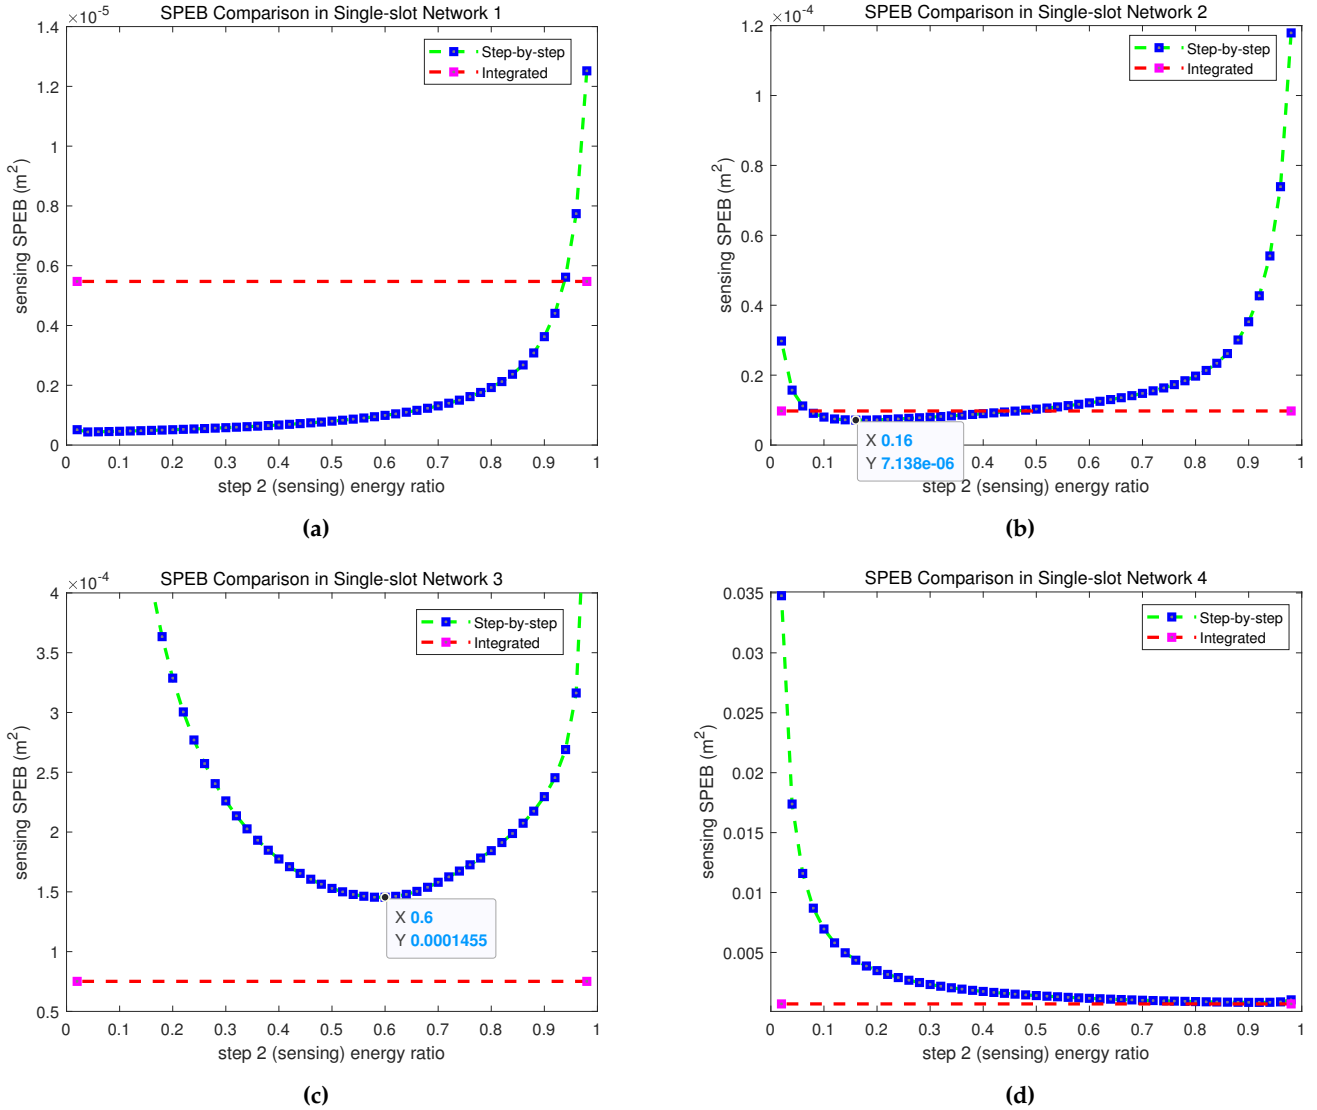 SPEB Comparison in Single-slot Network 1
×10-5
1.4
1.2
1
0.8
0.6
0.4
0.2
0
0
0.1
0.2
0.3
0.4
0.5
0.6
0.7
0.8
0.9
1
sensing SPEB (m2)
step 2 (sensing) energy ratio
Step-by-step
Integrated
(a)
SPEB Comparison in Single-slot Network 2
×10-4
1.2
1
0.8
0.6
0.4
0.2
0
0
0.1
0.2
0.3
0.4
0.5
0.6
0.7
0.8
0.9
1
sensing SPEB (m2)
step 2 (sensing) energy ratio
Step-by-step
Integrated
X 0.16
Y 7.138e-06
(b)
SPEB Comparison in Single-slot Network 3
×10-4
4
3.5
3
2.5
2
1.5
1
0.5
0
0.1
0.2
0.3
0.4
0.5
0.6
0.7
0.8
0.9
1
sensing SPEB (m2)
step 2 (sensing) energy ratio
Step-by-step
Integrated
X 0.6
Y 0.0001455
(c)
SPEB Comparison in Single-slot Network 4
0.035
0.03
0.025
0.02
0.015
0.01
0.005
0
0.1
0.2
0.3
0.4
0.5
0.6
0.7
0.8
0.9
1
sensing SPEB (m2)
step 2 (sensing) energy ratio
Step-by-step
Integrated
(d)